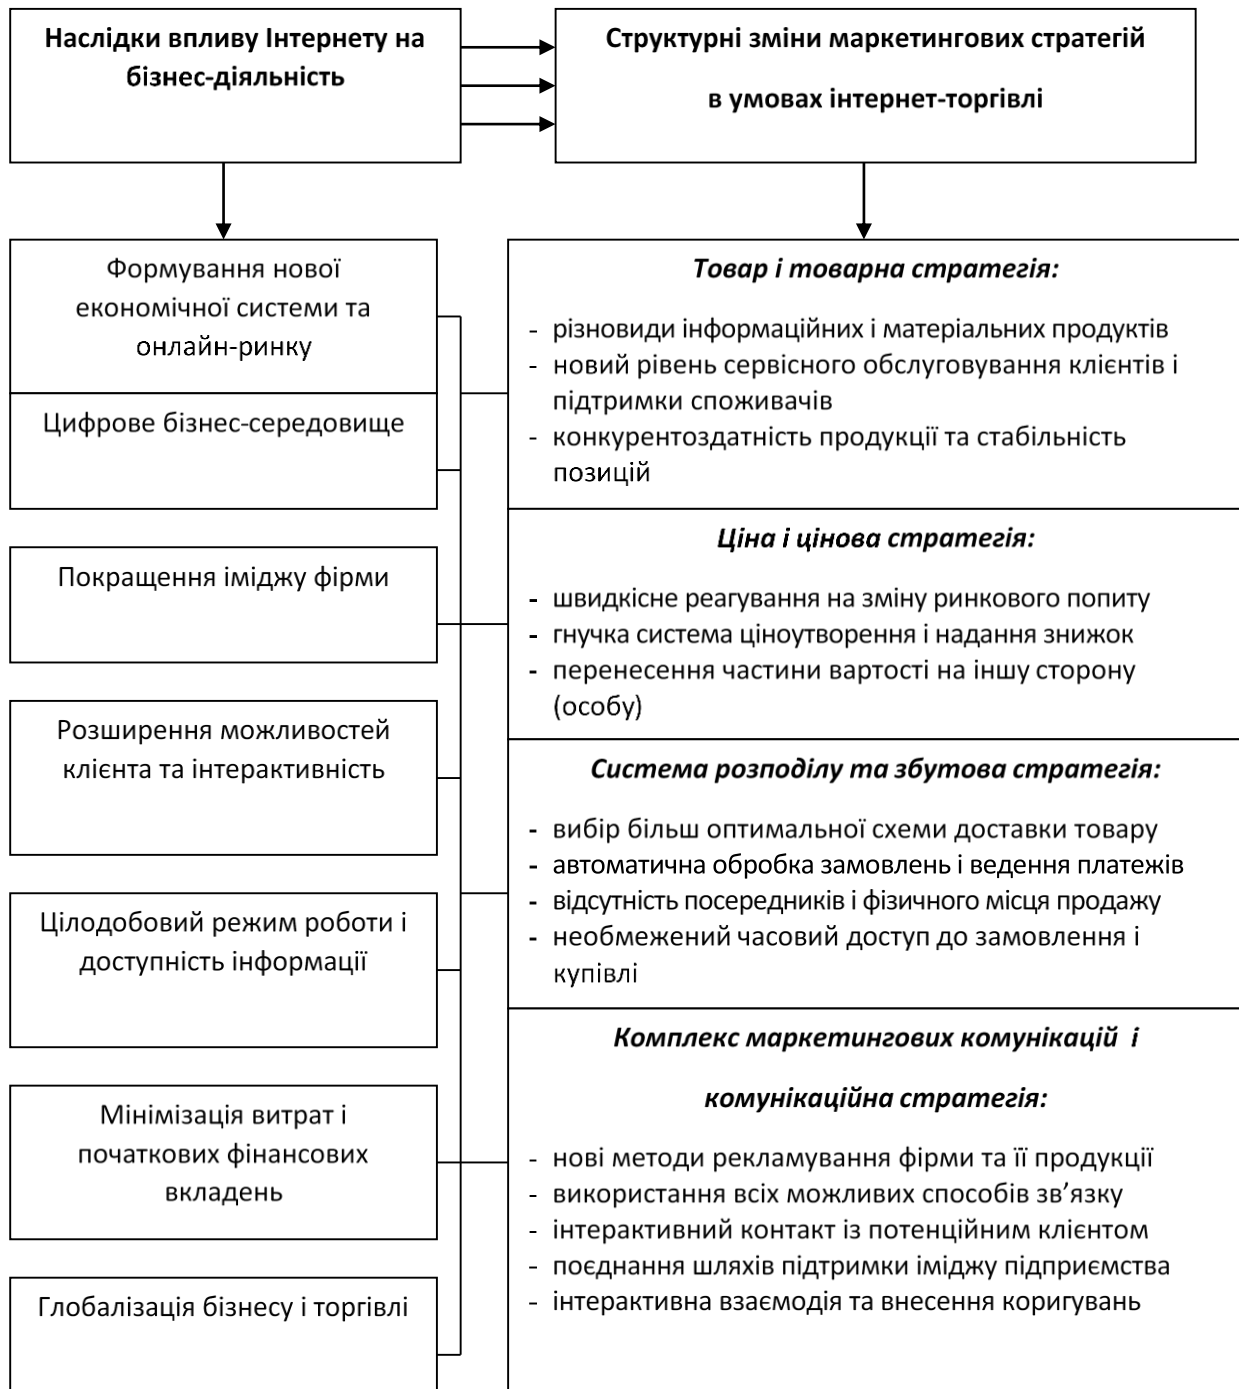 Наслідки впливу Інтернету на
бізнес-діяльність
Структурні зміни маркетингових стратегій
в умовах інтернет-торгівлі
Формування нової
економічної системи та
онлайн-ринку
Цифрове бізнес-середовище
Покращення іміджу фірми
Розширення можливостей
клієнта та інтерактивність
Цілодобовий режим роботи і
доступність інформації
Мінімізація витрат і
початкових фінансових
вкладень
Глобалізація бізнесу і торгівлі
Товар і товарна стратегія:
- різновиди інформаційних і матеріальних продуктів
- новий рівень сервісного обслуговування клієнтів і
підтримки споживачів
- конкурентоздатність продукції та стабільність
позицій
Ціна і цінова стратегія:
- швидкісне реагування на зміну ринкового попиту
- гнучка система ціноутворення і надання знижок
- перенесення частини вартості на іншу сторону
(особу)
Система розподілу та збутова стратегія:
- вибір більш оптимальної схеми доставки товару
- автоматична обробка замовлень і ведення платежів
- відсутність посередників і фізичного місця продажу
- необмежений часовий доступ до замовлення і
купівлі
Комплекс маркетингових комунікацій і
комунікаційна стратегія:
- нові методи рекламування фірми та її продукції
- використання всіх можливих способів зв’язку
- інтерактивний контакт із потенційним клієнтом
- поєднання шляхів підтримки іміджу підприємства
- інтерактивна взаємодія та внесення коригувань